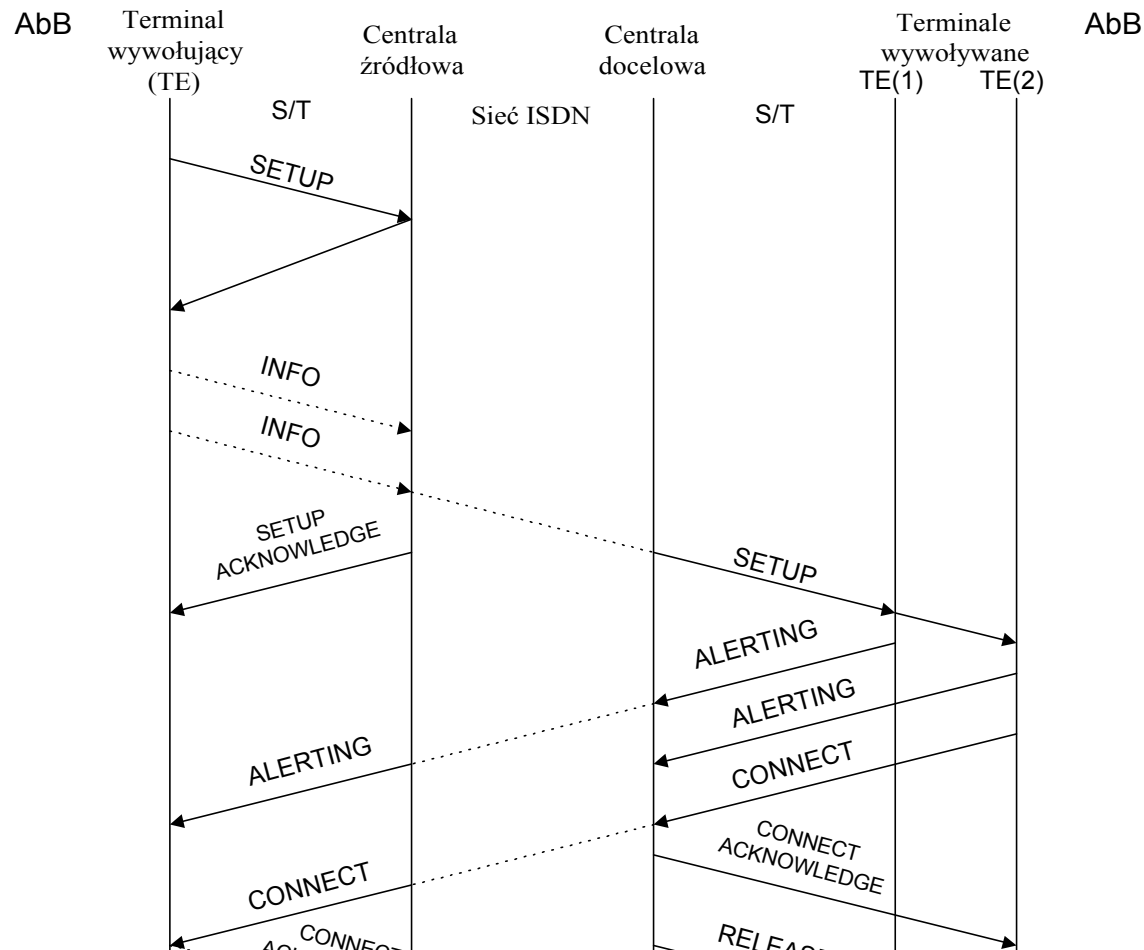 AbB
Terminal
wywołujący
(TE)
Centrala
źródłowa
Centrala
docelowa
Terminale
wywoływane
TE(1) TE(2)
AbB
S/T
Sieć ISDN
S/T
SETUP
INFO
INFO
SETUP
ACKNOWLEDGE
SETUP
ALERTING
ALERTING
ALERTING
CONNECT
CONNECT
ACKNOWLEDGE
CONNECT
CONNECT